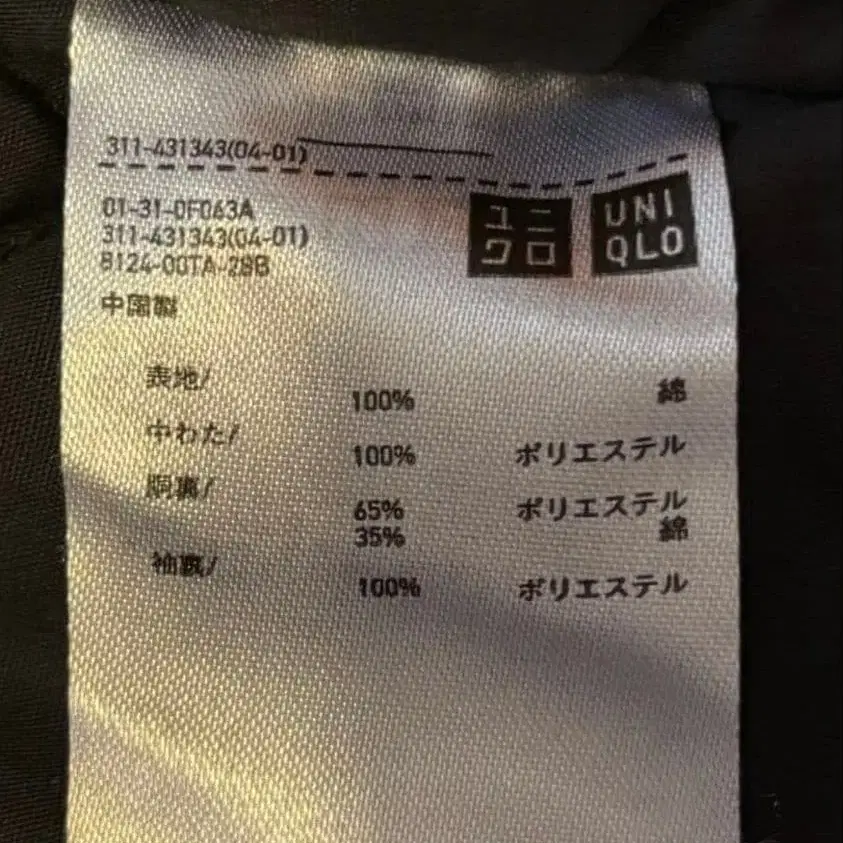 311-431343(04-01)
01-31-0F063A
311-431343(04-01)
8124-00TA-28B
ユニ
クロ
UNI
QLO
中国製
表地/
100% 綿
中わた/
100% ポリエステル
胴裏/
65% ポリエステル
35% 綿
袖裏/
100% ポリエステル